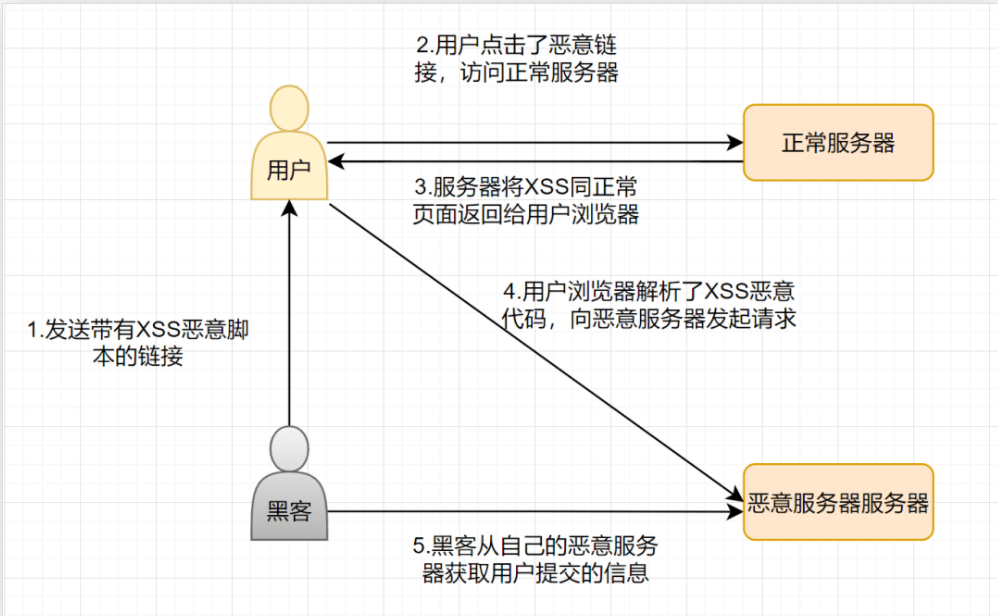 2.用户点击了恶意链
接，访问正常服务器
正常服务器
用户
3.服务器将XSS同正常
页面返回给用户浏览器
4.用户浏览器解析了XSS恶意
代码，向恶意服务器发起请求
1.发送带有XSS恶意脚
本的链接
黑客
恶意服务器服务器
5.黑客从自己的恶意服务
器获取用户提交的信息